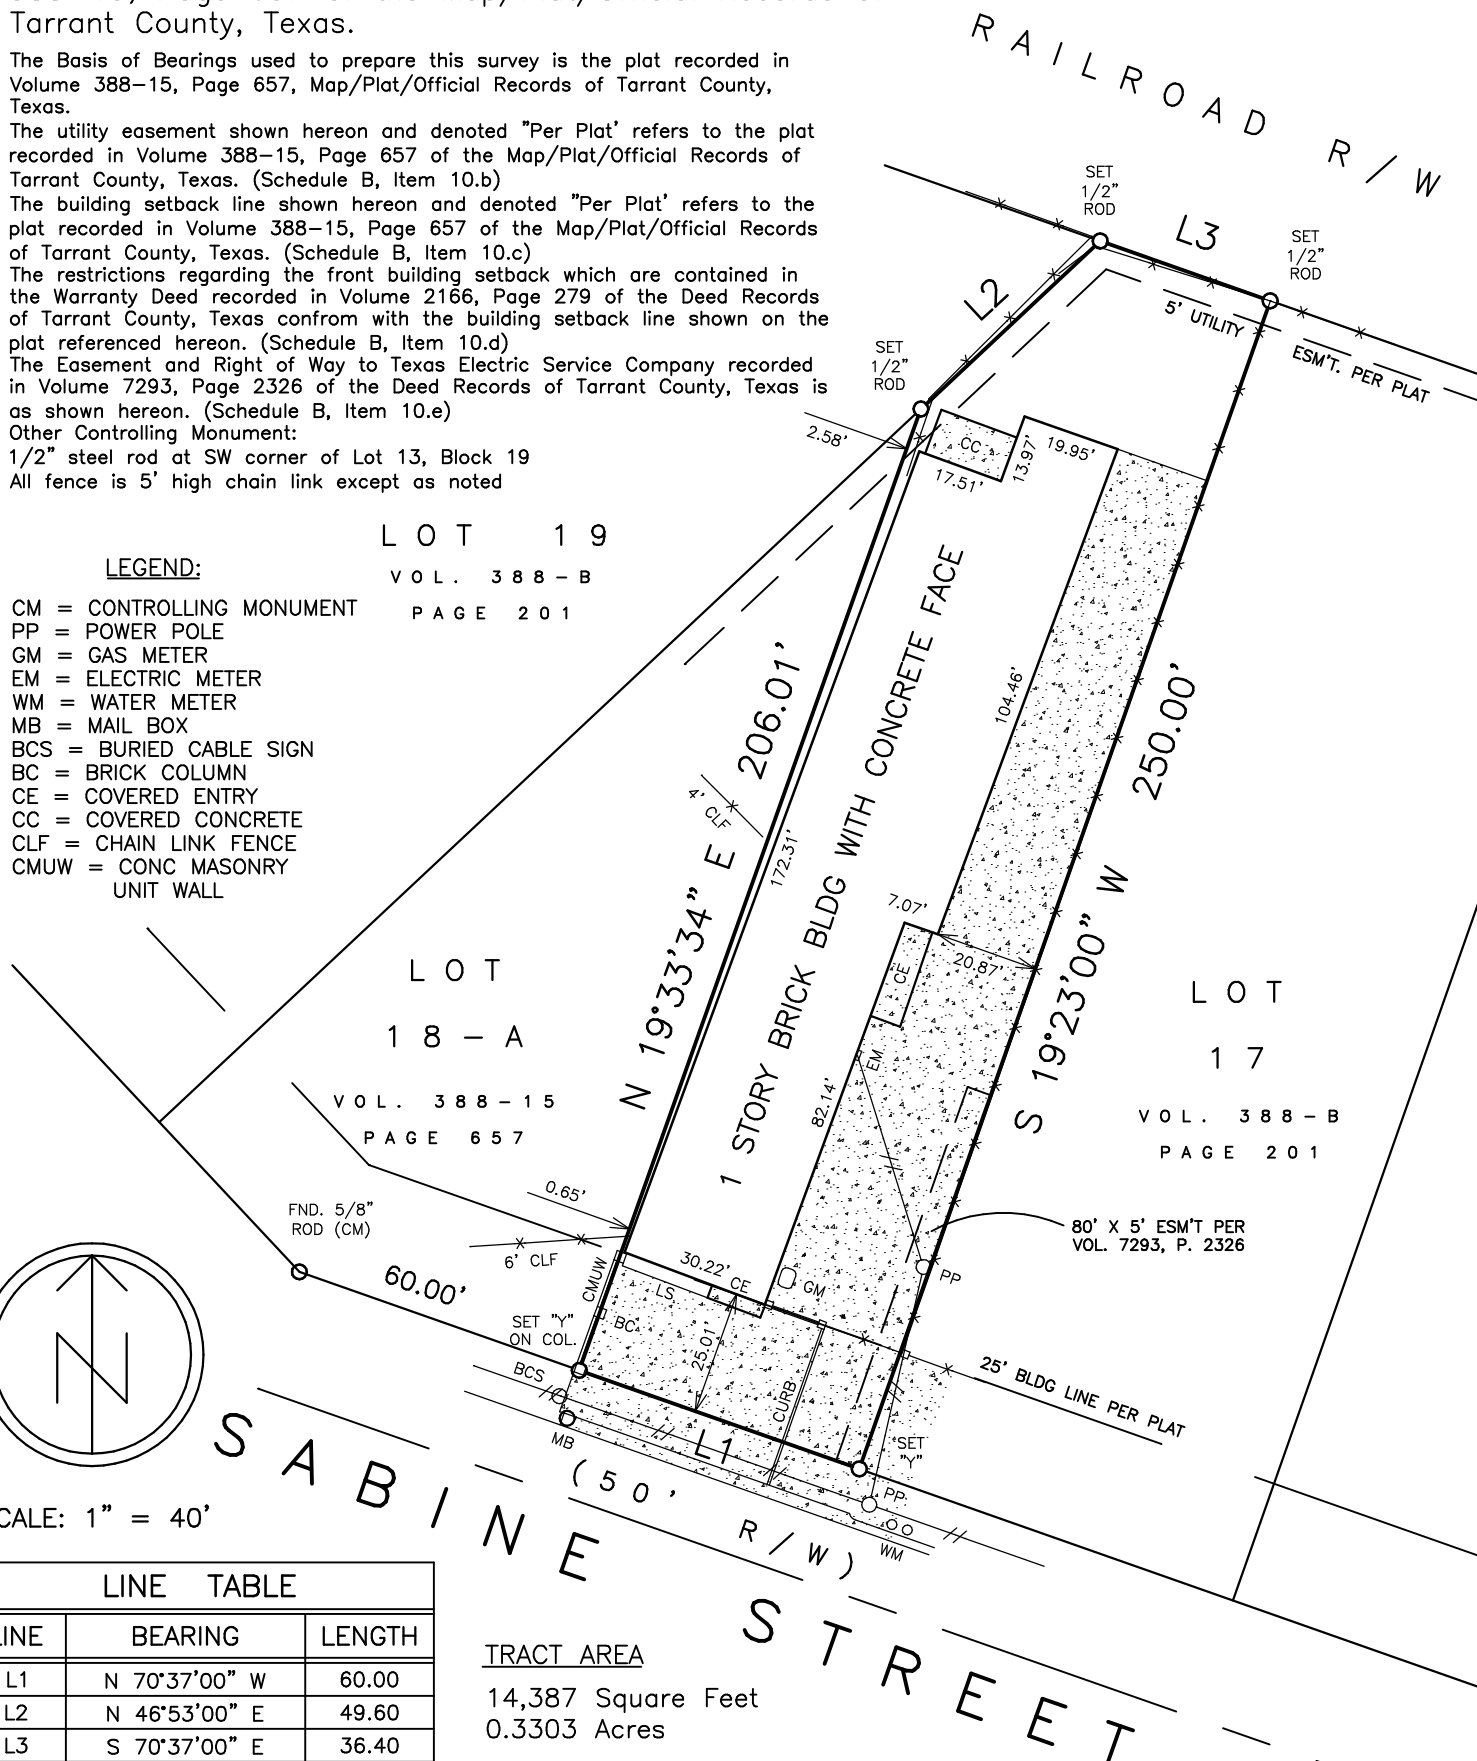 Tarrant County, Texas.
The Basis of Bearings used to prepare this survey is the plat recorded in
Volume 388-15, Page 657, Map/Plat/Official Records of Tarrant County,
Texas.
The utility easement shown hereon and denoted "Per Plat' refers to the plat
recorded in Volume 388-15, Page 657 of the Map/Plat/Official Records of
Tarrant County, Texas. (Schedule B, Item 10.b)
The building setback line shown hereon and denoted "Per Plat' refers to the
plat recorded in Volume 388-15, Page 657 of the Map/Plat/Official Records
of Tarrant County, Texas. (Schedule B, Item 10.c)
The restrictions regarding the front building setback which are contained in
the Warranty Deed recorded in Volume 2166, Page 279 of the Deed Records
of Tarrant County, Texas confrom with the building setback line shown on the
plat referenced hereon. (Schedule B, Item 10.d)
The Easement and Right of Way to Texas Electric Service Company recorded
in Volume 7293, Page 2326 of the Deed Records of Tarrant County, Texas is
as shown hereon. (Schedule B, Item 10.e)
Other Controlling Monument:
1/2" steel rod at SW corner of Lot 13, Block 19
All fence is 5' high chain link except as noted
LEGEND:
CM = CONTROLLING MONUMENT
PP = POWER POLE
GM = GAS METER
EM = ELECTRIC METER
WM = WATER METER
MB = MAIL BOX
BCS = BURIED CABLE SIGN
BC = BRICK COLUMN
CE = COVERED ENTRY
CC = COVERED CONCRETE
CLF = CHAIN LINK FENCE
CMUW = CONC MASONRY
UNIT WALL
LOT 19
VOL. 388-B
PAGE 201
RAILROAD R/W
SET
1/2"
ROD
L3
SET
1/2"
ROD
L2
5' UTILITY
ESM'T. PER PLAT
SET
1/2"
ROD
2.58'
CC
17.51'
13.97'
19.95'
1 STORY BRICK BLDG WITH CONCRETE FACE
N 19°33'34" E 206.01'
172.31'
4' CLF
104.46'
S 19°23'00" W 250.00'
7.07'
CE
20.87'
EM
82.14'
LOT
18-A
VOL. 388-15
PAGE 657
LOT
17
VOL. 388-B
PAGE 201
80' X 5' ESM'T PER
VOL. 7293, P. 2326
0.65'
6' CLF
FND. 5/8"
ROD (CM)
60.00'
CMUW
30.22'
CE
LS
GM
PP
SET "Y"
ON COL.
BC
25.01'
CURB
BCS
25' BLDG LINE PER PLAT
MB
L1
SET
"Y"
PP
WM
(50' R/W)
SABINE STREET
N
CALE: 1" = 40'
LINE TABLE
INE BEARING LENGTH
L1 N 70°37'00" W 60.00
L2 N 46°53'00" E 49.60
L3 S 70°37'00" E 36.40
TRACT AREA
14,387 Square Feet
0.3303 Acres